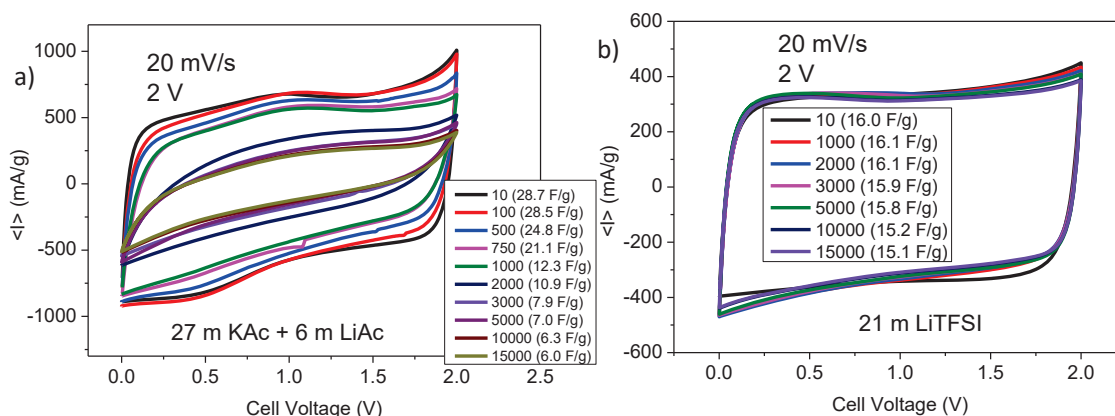 a)
20 mV/s
2 V
<I> (mA/g)
1000
500
0
-500
-1000
0.0 0.5 1.0 1.5 2.0 2.5
Cell Voltage (V)
27 m KAc + 6 m LiAc
10 (28.7 F/g)
100 (28.5 F/g)
500 (24.8 F/g)
750 (21.1 F/g)
1000 (12.3 F/g)
2000 (10.9 F/g)
3000 (7.9 F/g)
5000 (7.0 F/g)
10000 (6.3 F/g)
15000 (6.0 F/g)
b)
20 mV/s
2 V
<I> (mA/g)
600
400
200
0
-200
-400
-600
0.0 0.5 1.0 1.5 2.0
Cell Voltage (V)
10 (16.0 F/g)
1000 (16.1 F/g)
2000 (16.1 F/g)
3000 (15.9 F/g)
5000 (15.8 F/g)
10000 (15.2 F/g)
15000 (15.1 F/g)
21 m LiTFSI